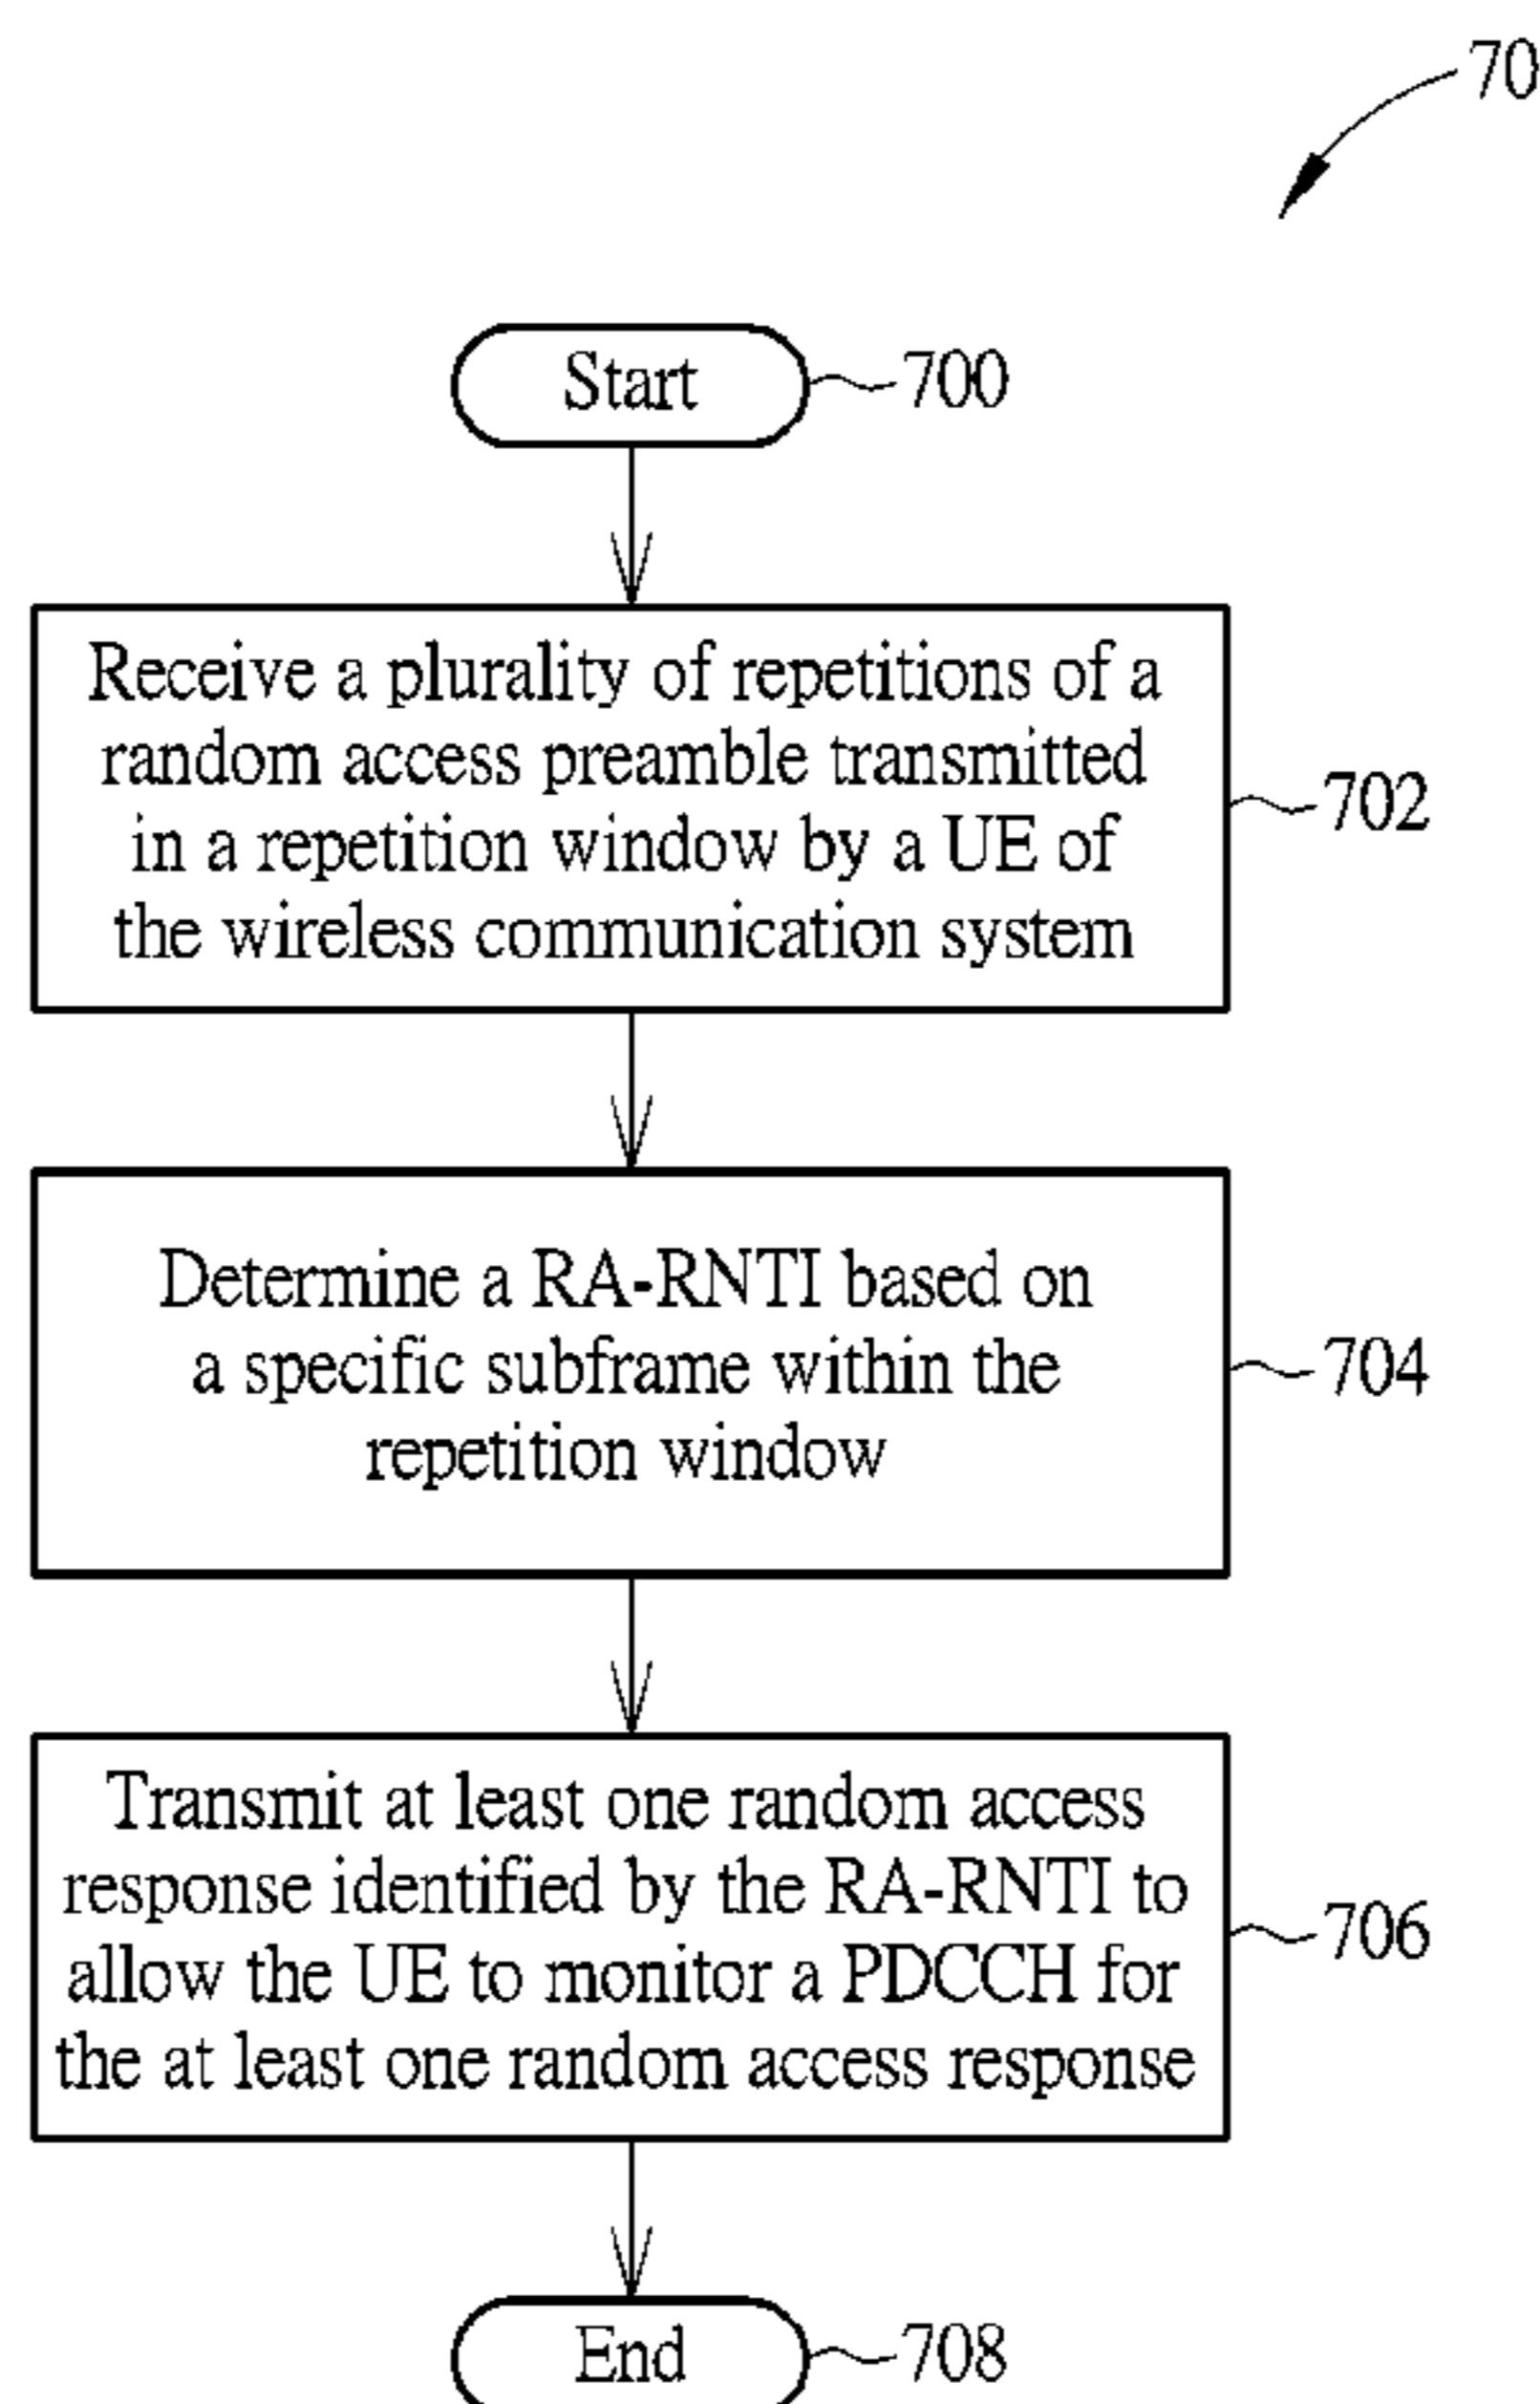 70
Start
700
Receive a plurality of repetitions of a
random access preamble transmitted
in a repetition window by a UE of
the wireless communication system
702
Determine a RA-RNTI based on
a specific subframe within the
repetition window
704
Transmit at least one random access
response identified by the RA-RNTI to
allow the UE to monitor a PDCCH for
the at least one random access response
706
End
708